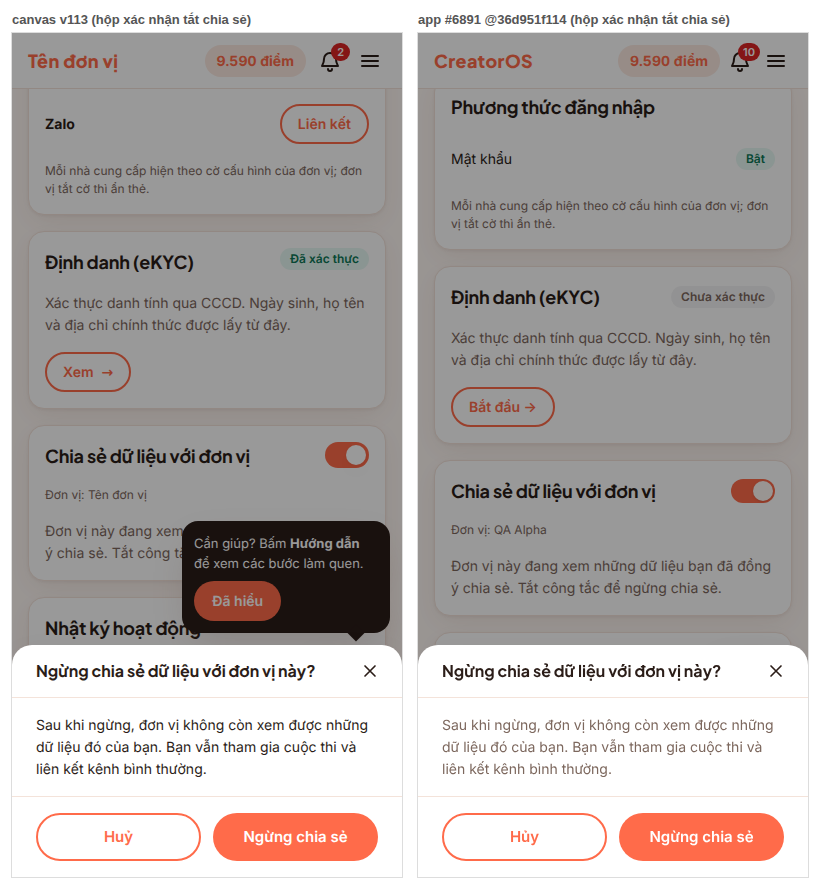 canvas v113 (hộp xác nhận tắt chia sẻ)
Tên đơn vị
9.590 điểm
2
Zalo
Liên kết
Mỗi nhà cung cấp hiện theo cờ cấu hình của đơn vị; đơn
vị tắt cờ thì ẩn thẻ.
Định danh (eKYC)
Đã xác thực
Xác thực danh tính qua CCCD. Ngày sinh, họ tên
và địa chỉ chính thức được lấy từ đây.
Xem →
Chia sẻ dữ liệu với đơn vị
Đơn vị: Tên đơn vị
Đơn vị này đang xem
ý chia sẻ. Tắt công tắ
Cần giúp? Bấm Hướng dẫn
để xem các bước làm quen.
Đã hiểu
Nhật ký hoạt động
Ngừng chia sẻ dữ liệu với đơn vị này?
Sau khi ngừng, đơn vị không còn xem được những
dữ liệu đó của bạn. Bạn vẫn tham gia cuộc thi và
liên kết kênh bình thường.
Huỷ
Ngừng chia sẻ
app #6891 @36d951f114 (hộp xác nhận tắt chia sẻ)
CreatorOS
9.590 điểm
10
Phương thức đăng nhập
Mật khẩu
Bật
Mỗi nhà cung cấp hiện theo cờ cấu hình của đơn vị; đơn
vị tắt cờ thì ẩn thẻ.
Định danh (eKYC)
Chưa xác thực
Xác thực danh tính qua CCCD. Ngày sinh, họ tên
và địa chỉ chính thức được lấy từ đây.
Bắt đầu →
Chia sẻ dữ liệu với đơn vị
Đơn vị: QA Alpha
Đơn vị này đang xem những dữ liệu bạn đã đồng
ý chia sẻ. Tắt công tắc để ngừng chia sẻ.
Ngừng chia sẻ dữ liệu với đơn vị này?
Sau khi ngừng, đơn vị không còn xem được những
dữ liệu đó của bạn. Bạn vẫn tham gia cuộc thi và
liên kết kênh bình thường.
Hủy
Ngừng chia sẻ